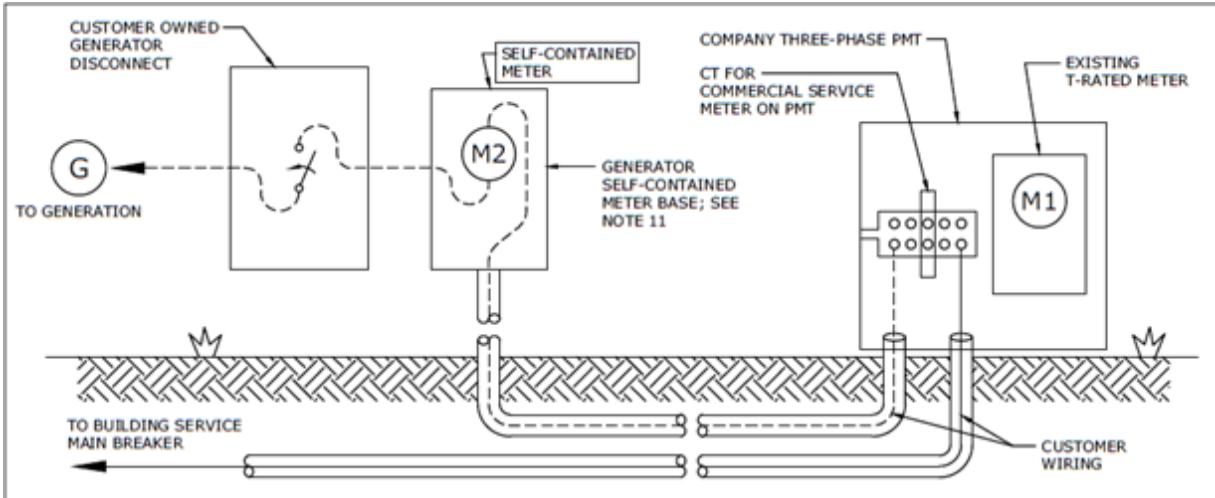 CUSTOMER OWNED
GENERATOR
DISCONNECT
SELF-CONTAINED
METER
COMPANY THREE-PHASE PMT
CT FOR
COMMERCIAL SERVICE
METER ON PMT
EXISTING
T-RATED METER
G
TO GENERATION
M2
GENERATOR
SELF-CONTAINED
METER BASE; SEE
NOTE 11
M1
TO BUILDING SERVICE
MAIN BREAKER
CUSTOMER
WIRING